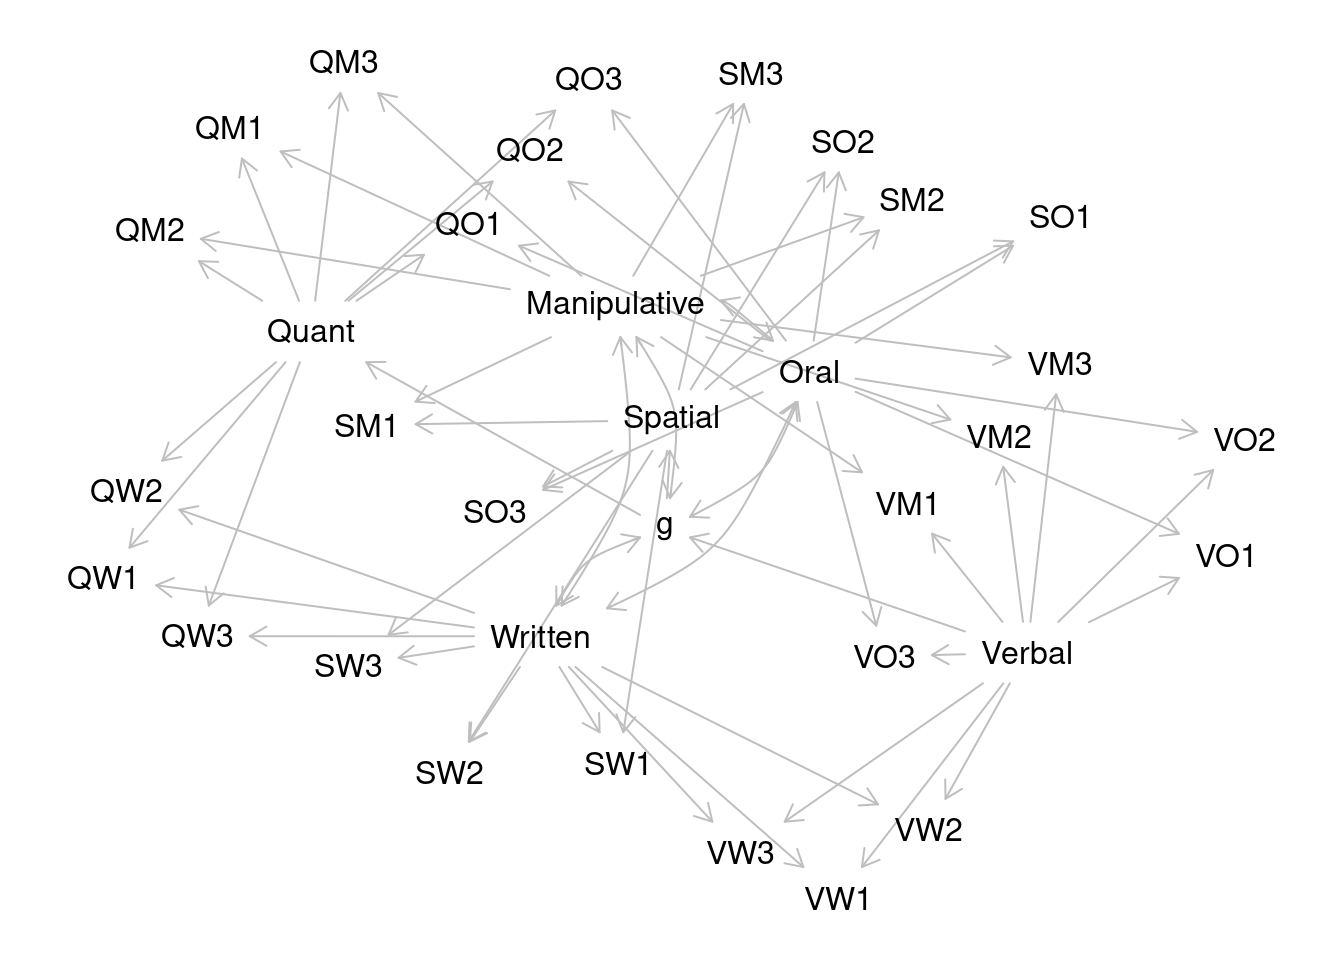 QM3
SM3
QO3
QM1
SO2
QO2
SM2
SO1
QO1
QM2
Manipulative
Quant
VM3
Oral
Spatial
SM1
VM2
VO2
QW2
VM1
SO3
g
VO1
QW1
QW3
Written
Verbal
VO3
SW3
SW1
SW2
VW2
VW3
VW1